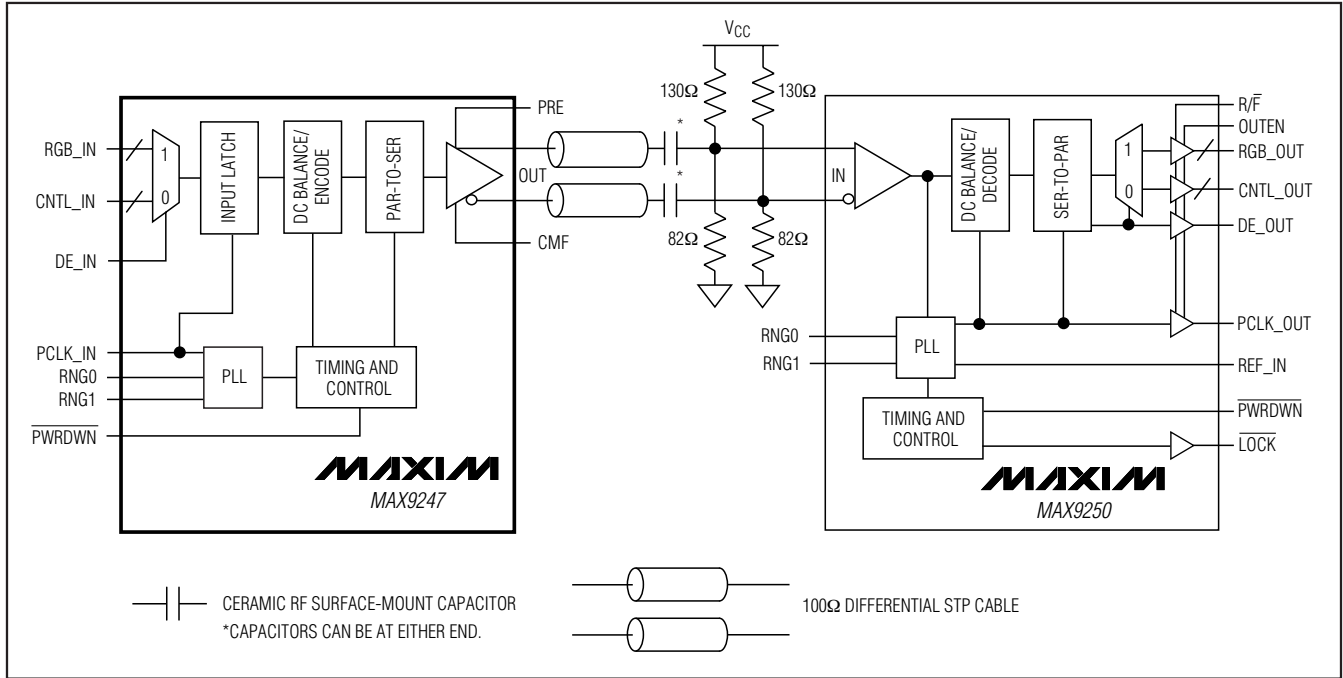 V_CC
130Ω
130Ω
*
*
82Ω
82Ω
RGB_IN
CNTL_IN
DE_IN
PCLK_IN
RNG0
RNG1
PWRDWN
1
0
INPUT LATCH
DC BALANCE/
ENCODE
PAR-TO-SER
PLL
TIMING AND
CONTROL
PRE
OUT
CMF
MAXIM
MAX9247
IN
DC BALANCE/
DECODE
SER-TO-PAR
1
0
RNG0
RNG1
PLL
TIMING AND
CONTROL
R/F̅
OUTEN
RGB_OUT
CNTL_OUT
DE_OUT
PCLK_OUT
REF_IN
PWRDWN
LOCK
MAXIM
MAX9250
CERAMIC RF SURFACE-MOUNT CAPACITOR
*CAPACITORS CAN BE AT EITHER END.
100Ω DIFFERENTIAL STP CABLE